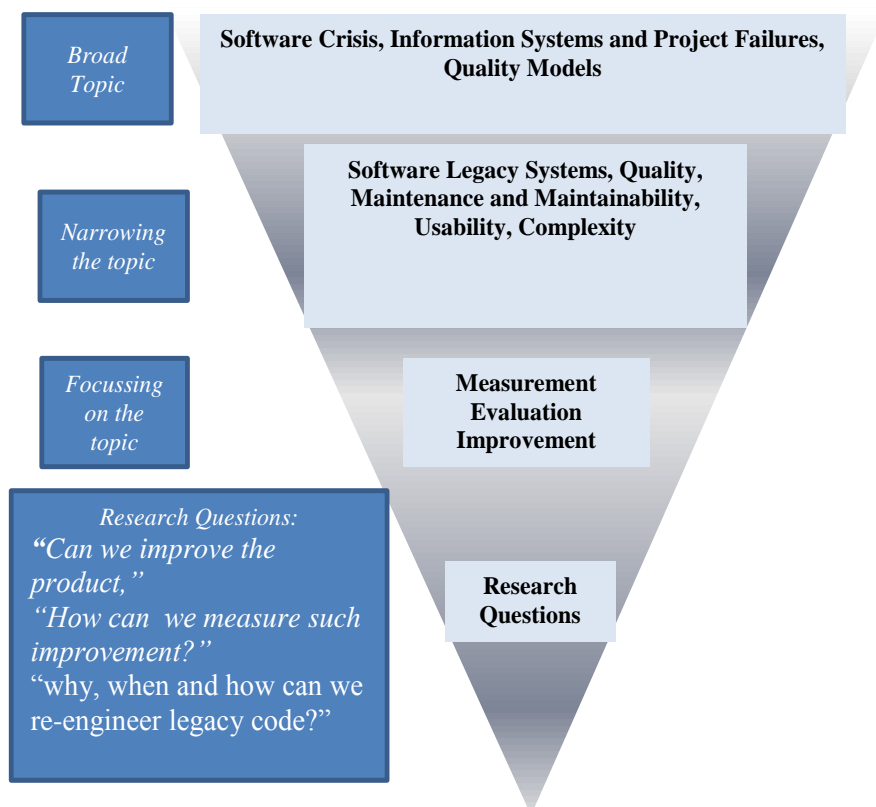 Broad
Topic
Software Crisis, Information Systems and Project Failures,
Quality Models
Narrowing
the topic
Software Legacy Systems, Quality,
Maintenance and Maintainability,
Usability, Complexity
Focussing
on the
topic
Measurement
Evaluation
Improvement
Research Questions:
“Can we improve the
product,”
“How can we measure such
improvement?”
“why, when and how can we
re-engineer legacy code?”
Research
Questions